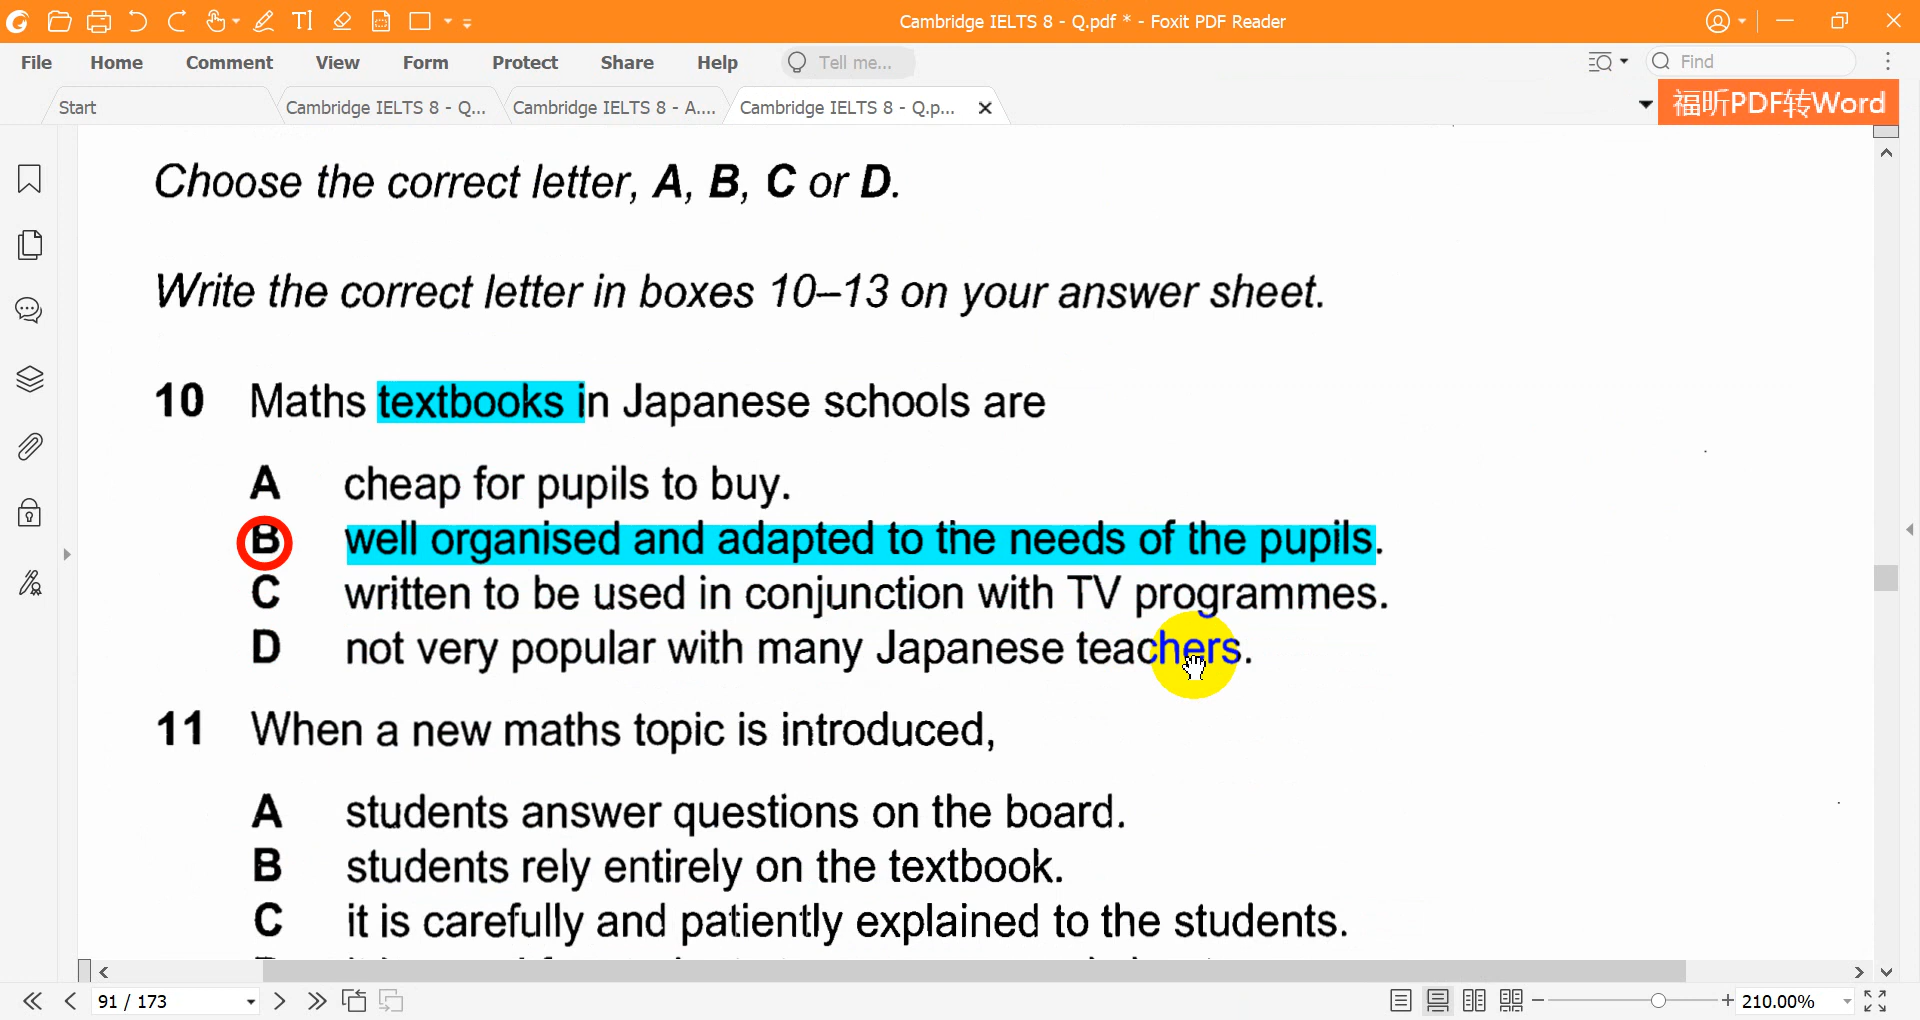 Cambridge IELTS 8 - Q.pdf * - Foxit PDF Reader
File Home Comment View Form Protect Share Help Tell me... Find
Start Cambridge IELTS 8 - Q... Cambridge IELTS 8 - A.... Cambridge IELTS 8 - Q.p... 福昕PDF转Word
Choose the correct letter, A, B, C or D.
Write the correct letter in boxes 10–13 on your answer sheet.
10 Maths textbooks in Japanese schools are
A cheap for pupils to buy.
B well organised and adapted to the needs of the pupils.
C written to be used in conjunction with TV programmes.
D not very popular with many Japanese teachers.
11 When a new maths topic is introduced,
A students answer questions on the board.
B students rely entirely on the textbook.
C it is carefully and patiently explained to the students.
91 / 173 210.00%